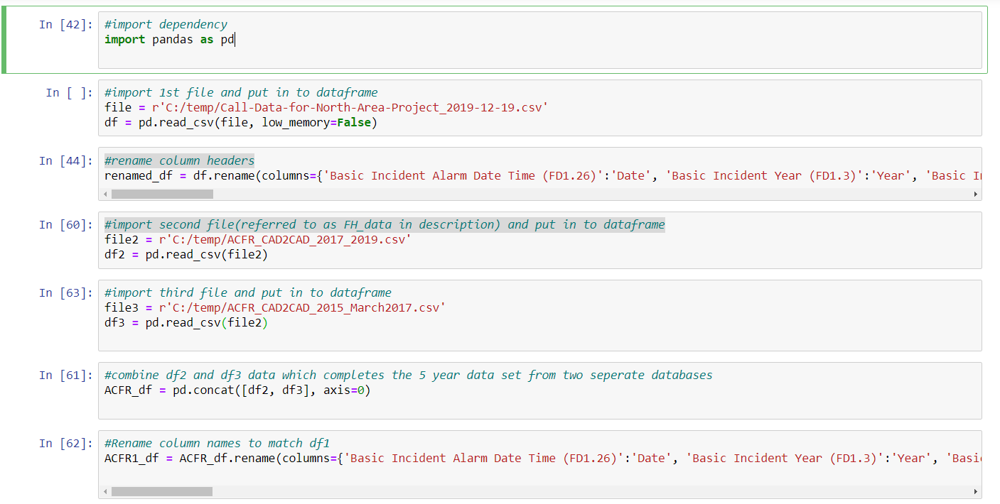 In [42]: #import dependency
import pandas as pd
In [ ]: #import 1st file and put in to dataframe
file = r'C:/temp/Call-Data-for-North-Area-Project_2019-12-19.csv'
df = pd.read_csv(file, low_memory=False)
In [44]: #rename column headers
renamed_df = df.rename(columns={'Basic Incident Alarm Date Time (FD1.26)':'Date', 'Basic Incident Year (FD1.3)':'Year', 'Basic I
In [60]: #import second file(referred to as FH_data in description) and put in to dataframe
file2 = r'C:/temp/ACFR_CAD2CAD_2017_2019.csv'
df2 = pd.read_csv(file2)
In [63]: #import third file and put in to dataframe
file3 = r'C:/temp/ACFR_CAD2CAD_2015_March2017.csv'
df3 = pd.read_csv(file2)
In [61]: #combine df2 and df3 data which completes the 5 year data set from two seperate databases
ACFR_df = pd.concat([df2, df3], axis=0)
In [62]: #Rename column names to match df1
ACFR1_df = ACFR_df.rename(columns={'Basic Incident Alarm Date Time (FD1.26)':'Date', 'Basic Incident Year (FD1.3)':'Year', 'Basi